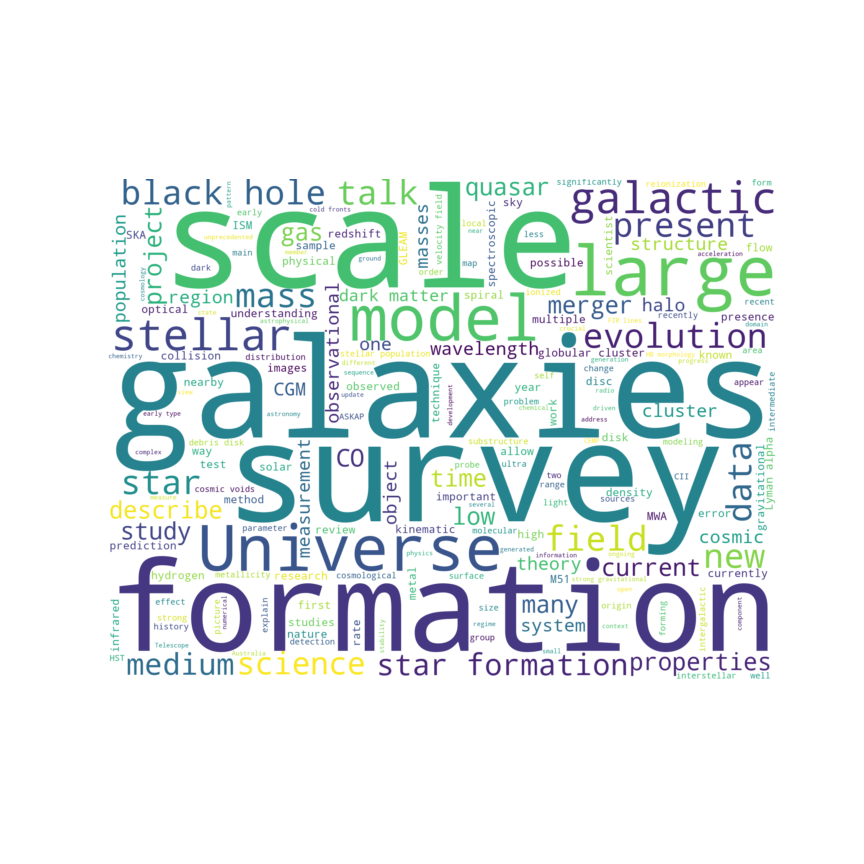 black hole
talk
quasar
significantly
reionization
form
galactic
scale
large
present
structure
flow
population
project
SKA
ISM
early
pattern
cold fronts
unprecedented
gas
redshift
sample
physical
main
dark
cosmology
region
mass
optical
understanding
astrophysical
masses
velocity field
GLEAM
local
near
sky
less
order
map
spectroscopic
possible
scientist
ground
acceleration
dark matter
spiral
ionized
merger
halo
recent
multiple
crucial
recently
presence
domain
stellar
model
evolution
state
observational
one
wavelength
globular cluster
known
area
chemistry
collision
distribution
images
stellar population
different
generation
progress
nearby
CGM
observed
technique
self
change
disc
appear
intermediate
galaxies
sequence
year
radio
view
early type
astronomy
update
ASKAP
development
problem
chemical
work
driven
address
cluster
debris disk
complex
way
test
solar
substructure
allow
disk
modeling
survey
data
gravitational
Lyman alpha
star
cosmic voids
measure
measurement
CO
object
time
probe
ultra
two
range
CII
describe
method
important
several
light
sources
density
error
study
prediction
parameter
review
kinematic
low
molecular
high
MWA
field
cosmic
Universe
physics
generated
information
ongoing
new
theory
current
currently
infrared
hydrogen
metallicity
research
cosmological
surface
metal
M51
strong gravitational
open
formation
effect
strong
history
picture
numerical
explain
first
studies
nature
detection
rate
stability
size
regime
group
many
system
origin
context
forming
intergalactic
component
HST
Telescope
Australia
small
medium
science
star formation
properties
interstellar
well